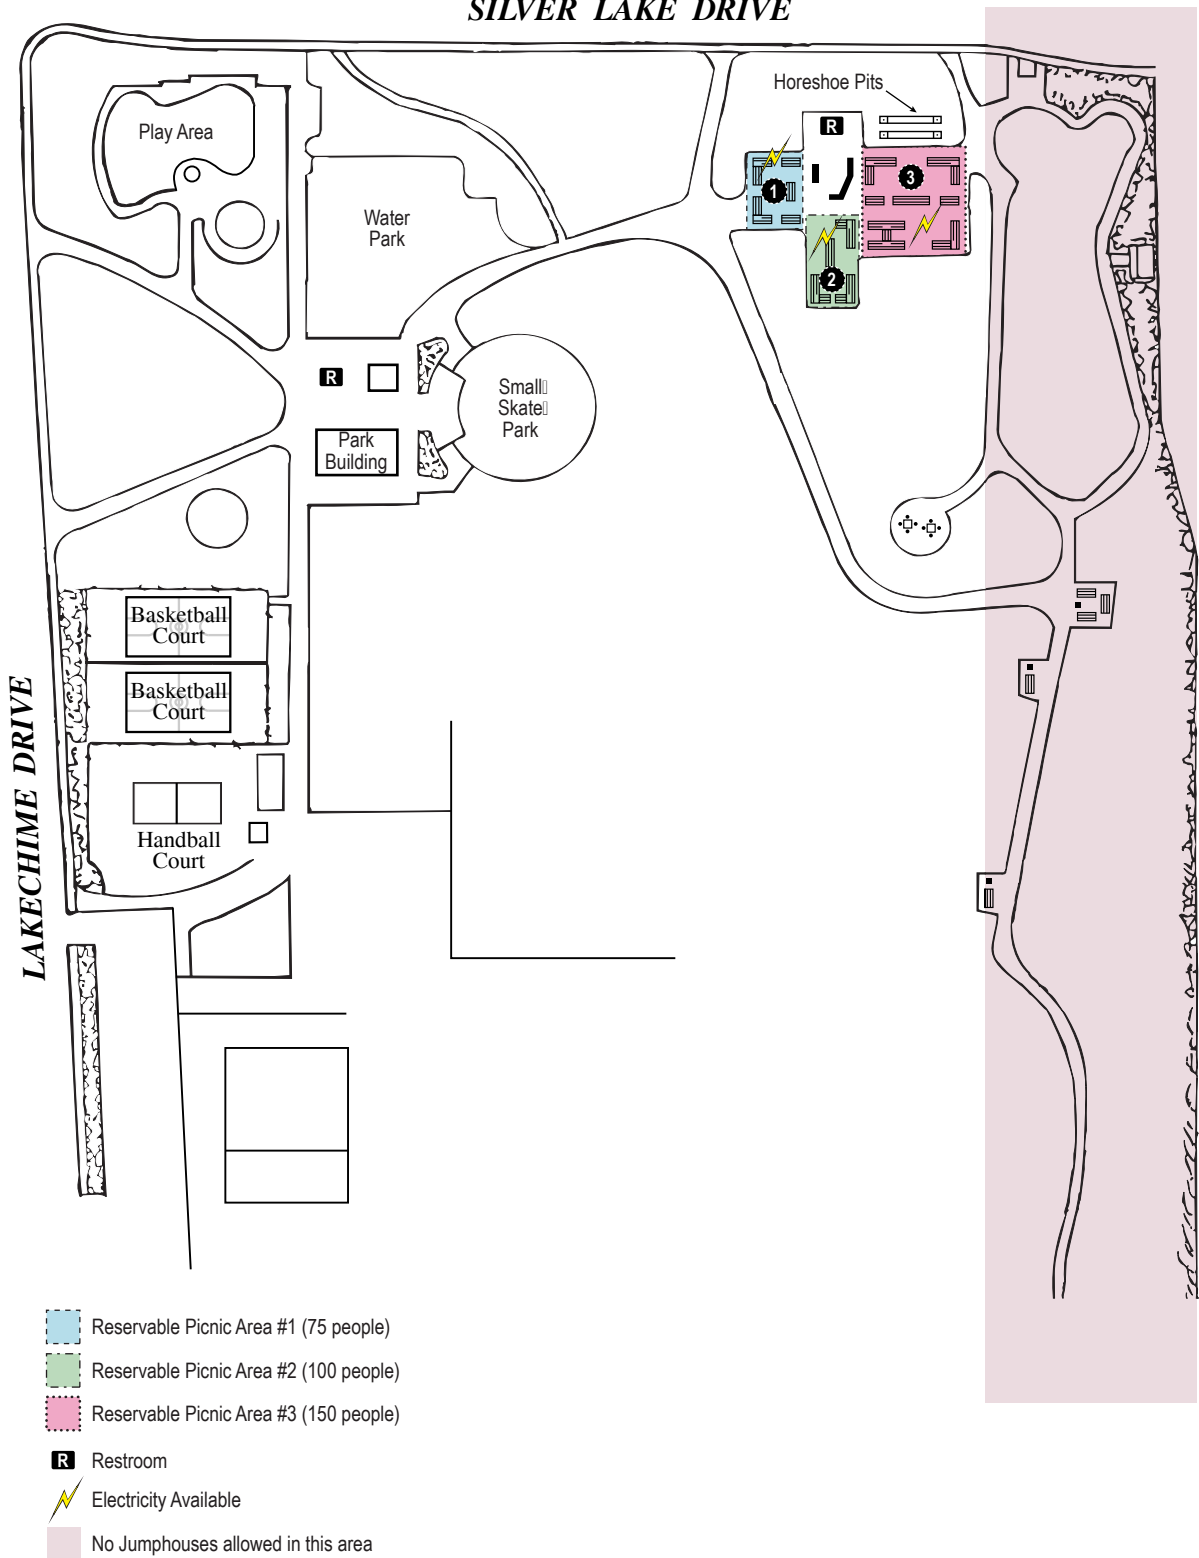 SILVER LAKE DRIVE
Horeshoe Pits
Play Area
R
1
3
Water
Park
2
R
Small
Skate
Park
Park
Building
Basketball
Court
Basketball
Court
LAKECHIME DRIVE
Handball
Court
Reservable Picnic Area #1 (75 people)
Reservable Picnic Area #2 (100 people)
Reservable Picnic Area #3 (150 people)
R Restroom
Electricity Available
No Jumphouses allowed in this area